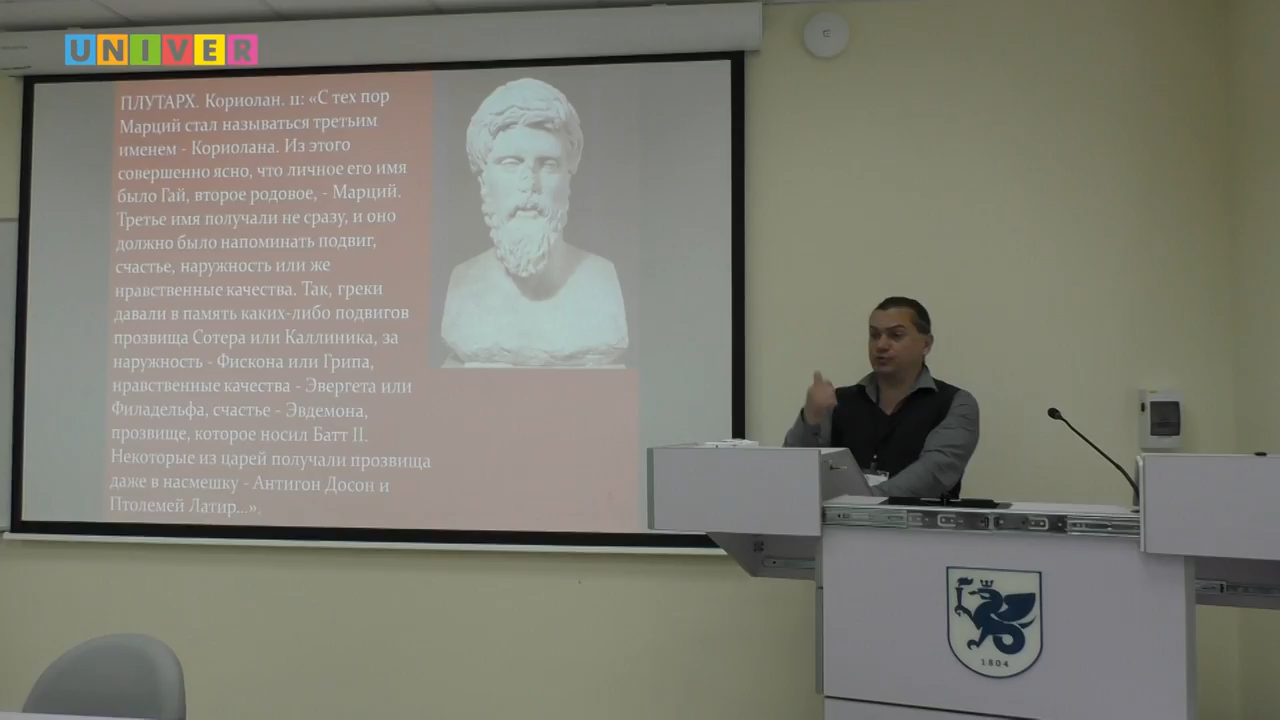 UNIVER
ПЛУТАРХ. Кориолан. 11: «С тех пор
Марций стал называться третьим
именем - Кориолана. Из этого
совершенно ясно, что личное его имя
было Гай, второе родовое, - Марций.
Третье имя получали не сразу, и оно
должно было напоминать подвиг,
счастье, наружность или же
нравственные качества. Так, греки
давали в память каких-либо подвигов
прозвища Сотера или Каллиника, за
наружность - Фискона или Грипа,
нравственные качества - Эвергета или
Филадельфа, счастье - Эвдемона,
прозвище, которое носил Батт II.
Некоторые из царей получали прозвища
даже в насмешку - Антигон Досон и
Птолемей Латир...».
1804